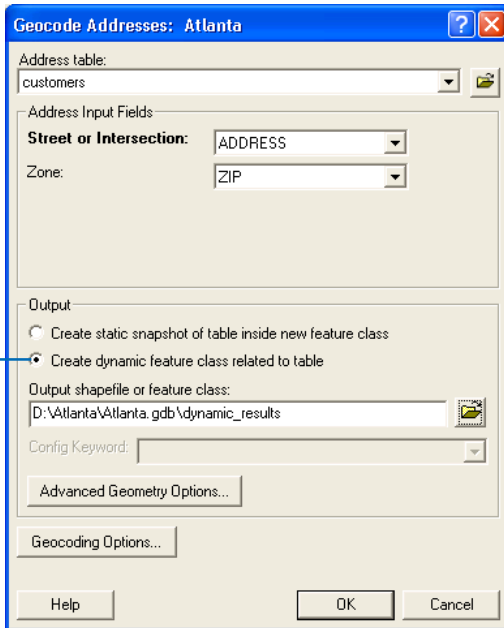 Geocode Addresses: Atlanta
Address table:
customers
Address Input Fields
Street or Intersection: ADDRESS
Zone: ZIP
Output
Create static snapshot of table inside new feature class
Create dynamic feature class related to table
Output shapefile or feature class:
D:\Atlanta\Atlanta.gdb\dynamic_results
Config Keyword:
Advanced Geometry Options...
Geocoding Options...
Help OK Cancel